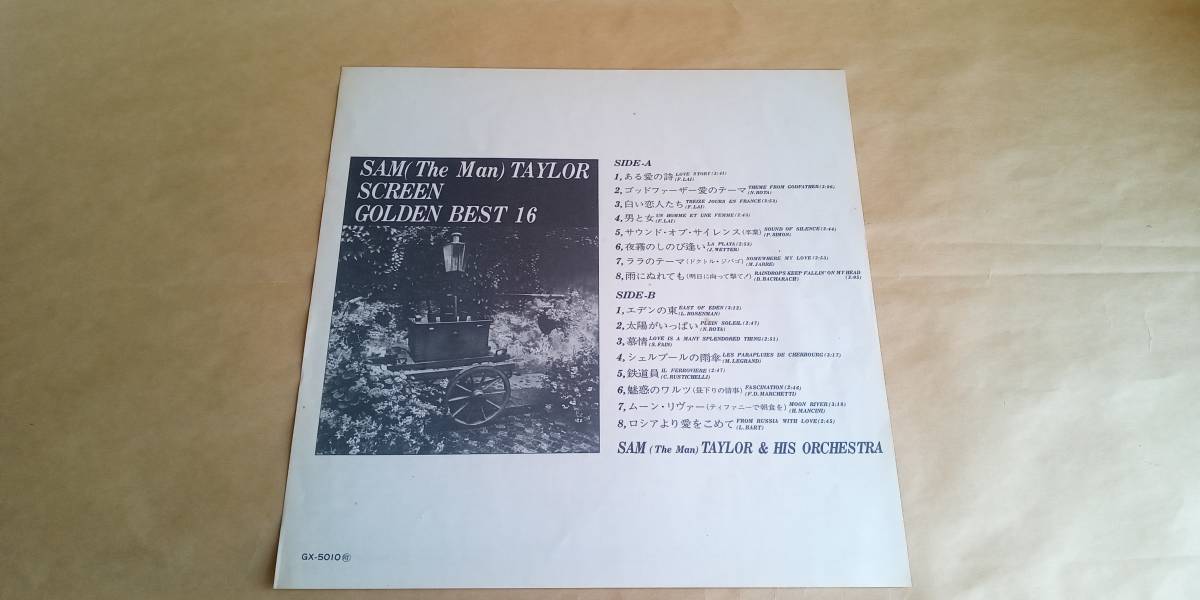 SAM (The Man) TAYLOR
SCREEN
GOLDEN BEST 16
SIDE-A
1, ある愛の詩 LOVE STORY (2:41) (F. LAI)
2, ゴッドファーザー愛のテーマ THEME FROM GODFATHER (2:56) (N. ROTA)
3, 白い恋人たち TREIZE JOURS EN FRANCE (2:53) (F. LAI)
4, 男と女 UN HOMME ET UNE FEMME (2:45) (F. LAI)
5, サウンド・オブ・サイレンス (卒業) SOUND OF SILENCE (2:44) (P. SIMON)
6, 夜霧のしのび逢い LA PLAYA (2:53) (J. WETTER)
7, ララのテーマ (ドクトル・ジバゴ) SOMEWHERE MY LOVE (2:55) (M. JARRE)
8, 雨にぬれても (明日に向って撃て!) RAINDROPS KEEP FALLIN' ON MY HEAD (B. BACHARACH) (3:05)
SIDE-B
1, エデンの東 EAST OF EDEN (3:12) (L. ROSENMAN)
2, 太陽がいっぱい PLEIN SOLEIL (2:47) (N. ROTA)
3, 慕情 LOVE IS A MANY SPLENDORED THING (2:51) (S. FAIN)
4, シェルブールの雨傘 LES PARAPLUIES DE CHERBOURG (3:17) (M. LEGRAND)
5, 鉄道員 IL FERROVIERE (2:47) (C. RUSTICHELLI)
6, 魅惑のワルツ (昼下りの情事) FASCINATION (2:46) (F. D. MARCHETTI)
7, ムーン・リヴァー (ティファニーで朝食を) MOON RIVER (3:18) (H. MANCINI)
8, ロシアより愛をこめて FROM RUSSIA WITH LOVE (2:45) (L. BART)
SAM (The Man) TAYLOR & HIS ORCHESTRA
GX-5010